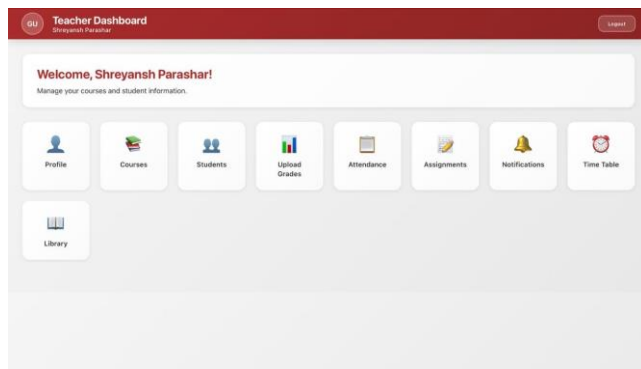 GU
Teacher Dashboard
Shreyansh Parashar
Logout
Welcome, Shreyansh Parashar!
Manage your courses and student information.
Profile
Courses
Students
Upload
Grades
Attendance
Assignments
Notifications
Time Table
Library